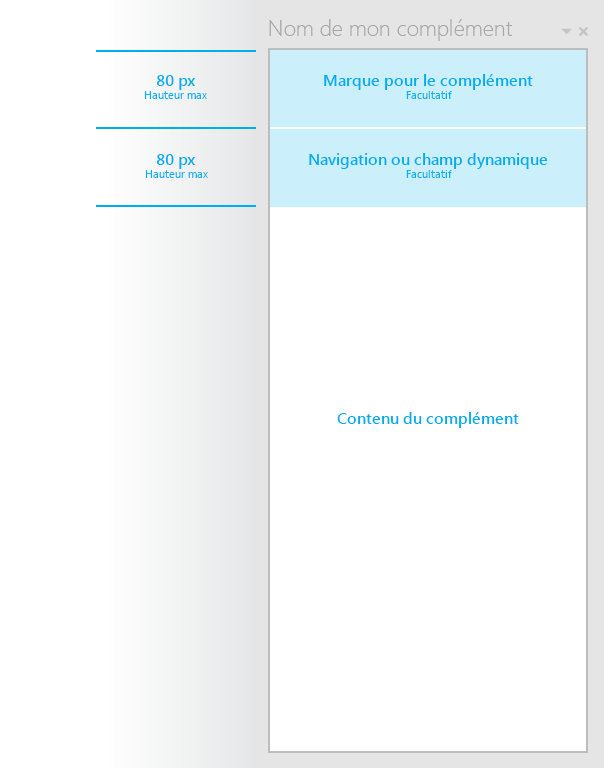 Nom de mon complément
80 px
Hauteur max
Marque pour le complément
Facultatif
80 px
Hauteur max
Navigation ou champ dynamique
Facultatif
Contenu du complément